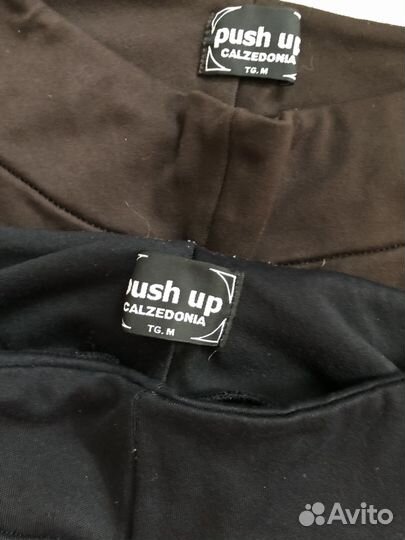 push up
CALZEDONIA
TG. M
push up
CALZEDONIA
TG. M
Avito